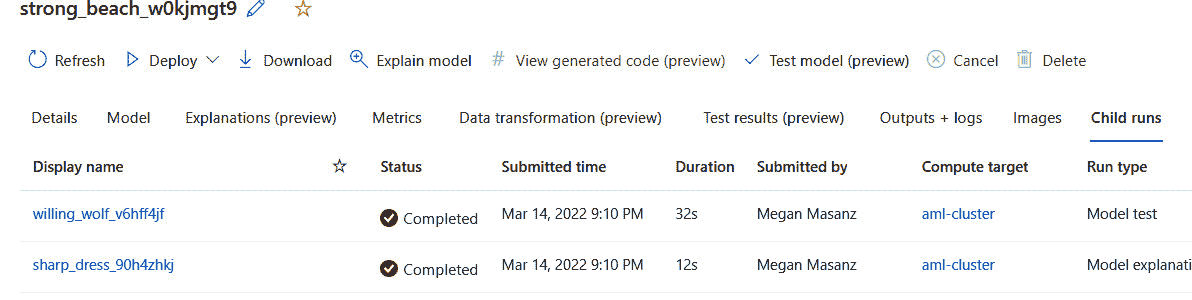 strong_beach_w0kjmgt9
Refresh Deploy Download Explain model # View generated code (preview) Test model (preview) Cancel Delete
Details Model Explanations (preview) Metrics Data transformation (preview) Test results (preview) Outputs + logs Images Child runs
Display name Status Submitted time Duration Submitted by Compute target Run type
willing_wolf_v6hff4jf Completed Mar 14, 2022 9:10 PM 32s Megan Masanz aml-cluster Model test
sharp_dress_90h4zhkj Completed Mar 14, 2022 9:10 PM 12s Megan Masanz aml-cluster Model explanati